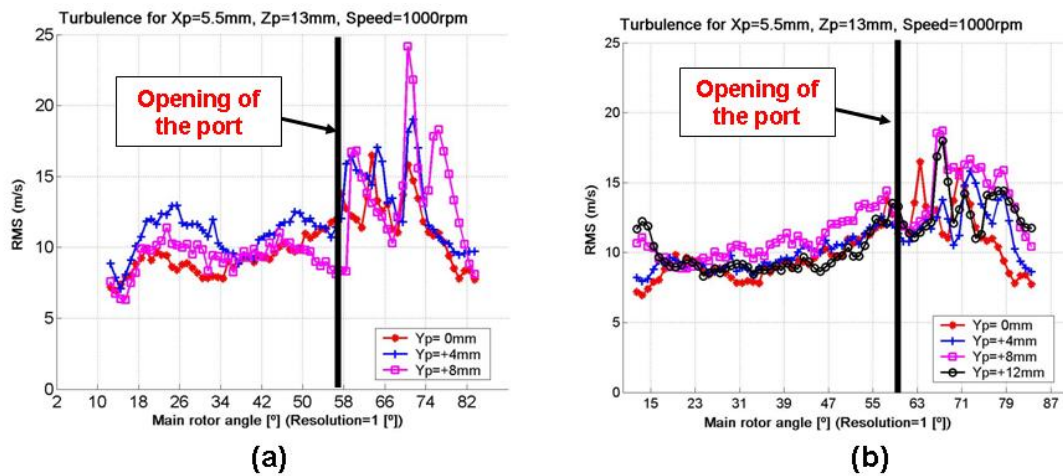 Turbulence for Xp=5.5mm, Zp=13mm, Speed=1000rpm
25
20
15
10
5
0
RMS (m/s)
Opening of
the port
Yp= 0mm
Yp=+4mm
Yp=+8mm
2 10 18 26 34 42 50 58 66 74 82
Main rotor angle [º] (Resolution=1 [º])
(a)
Turbulence for Xp=5.5mm, Zp=13mm, Speed=1000rpm
25
20
15
10
5
0
RMS (m/s)
Opening of
the port
Yp= 0mm
Yp=+4mm
Yp=+8mm
Yp=+12mm
15 23 31 39 47 55 63 71 79 87
Main rotor angle [º] (Resolution=1 [º])
(b)